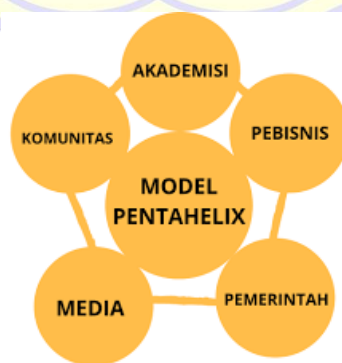 AKADEMISI
KOMUNITAS
PEBISNIS
MODEL
PENTAHELIX
MEDIA
PEMERINTAH